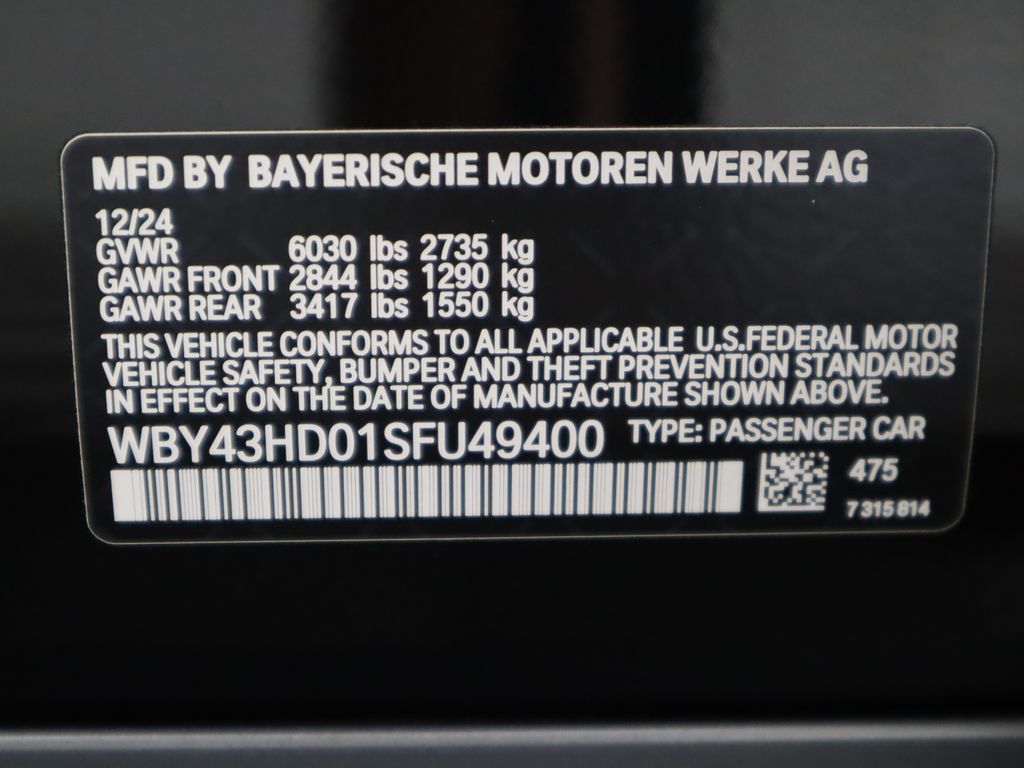 MFD BY BAYERISCHE MOTOREN WERKE AG
12/24
GVWR 6030 lbs 2735 kg
GAWR FRONT 2844 lbs 1290 kg
GAWR REAR 3417 lbs 1550 kg
THIS VEHICLE CONFORMS TO ALL APPLICABLE U.S.FEDERAL MOTOR
VEHICLE SAFETY, BUMPER AND THEFT PREVENTION STANDARDS
IN EFFECT ON THE DATE OF MANUFACTURE SHOWN ABOVE.
WBY43HD01SFU49400 TYPE: PASSENGER CAR
475
7 315 814